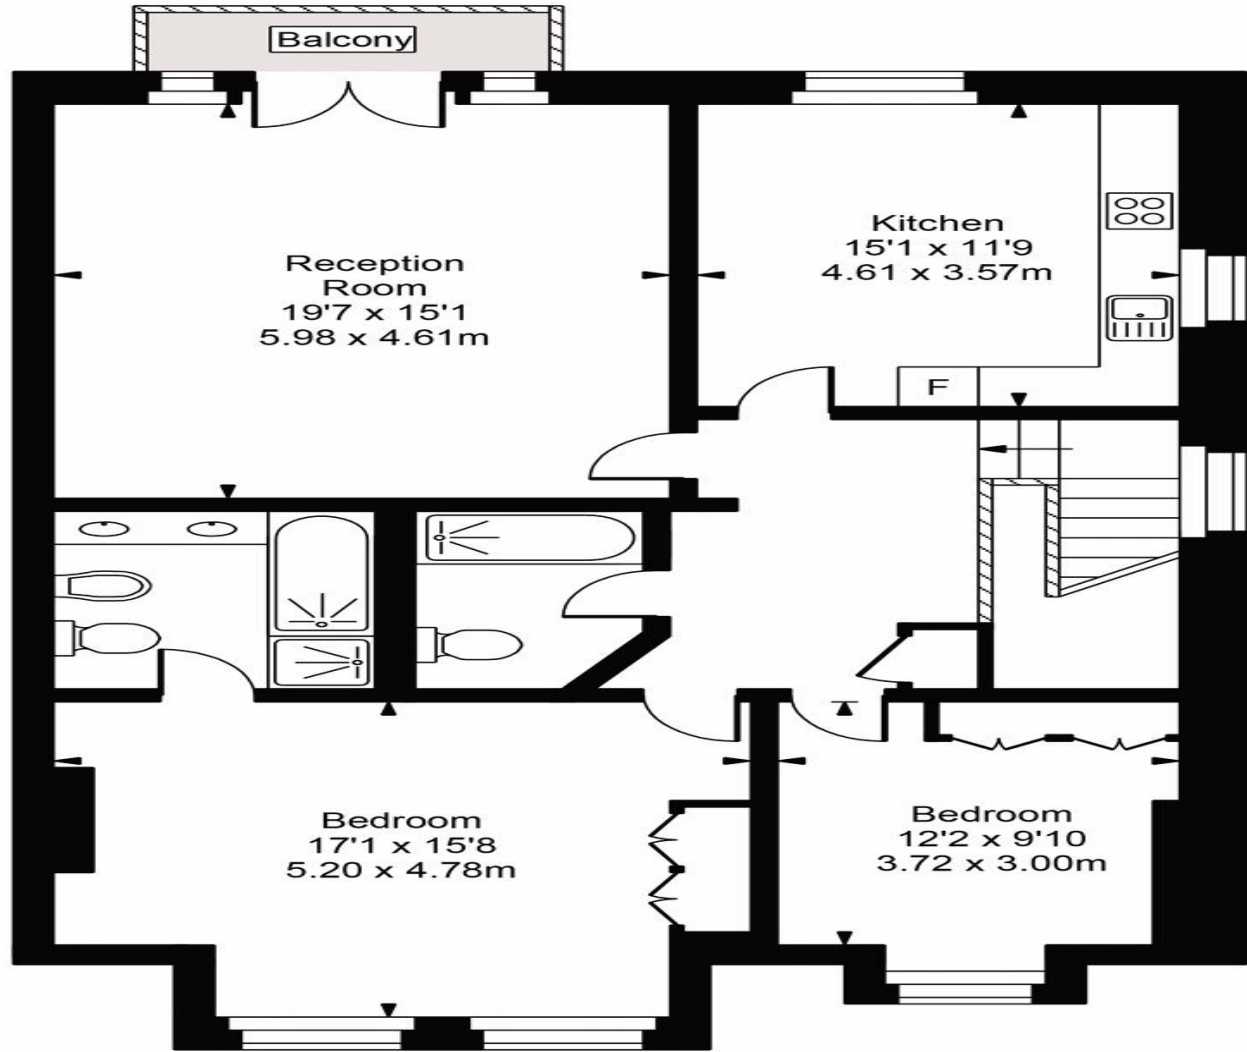 Balcony
Reception
Room
19'7 x 15'1
5.98 x 4.61m
Kitchen
15'1 x 11'9
4.61 x 3.57m
F
Bedroom
17'1 x 15'8
5.20 x 4.78m
Bedroom
12'2 x 9'10
3.72 x 3.00m